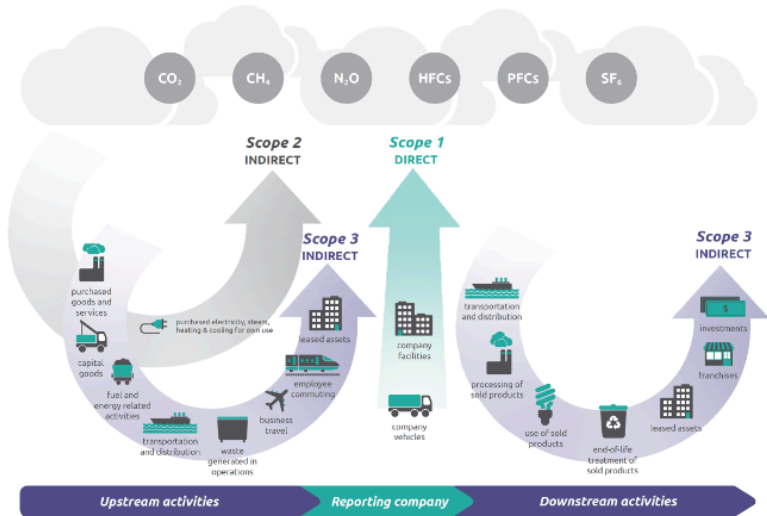 CO₂
CH₄
N₂O
HFCs
PFCs
SF₆
Scope 2
INDIRECT
Scope 1
DIRECT
Scope 3
INDIRECT
Scope 3
INDIRECT
purchased
goods and
services
capital
goods
fuel and
energy related
activities
purchased electricity, steam,
heating & cooling for own use
transportation
and distribution
waste
generated in
operations
business
travel
employee
commuting
leased assets
company
facilities
company
vehicles
transportation
and distribution
processing of
sold products
use of sold
products
end-of-life
treatment of
sold products
leased assets
franchises
investments
$
Upstream activities
Reporting company
Downstream activities